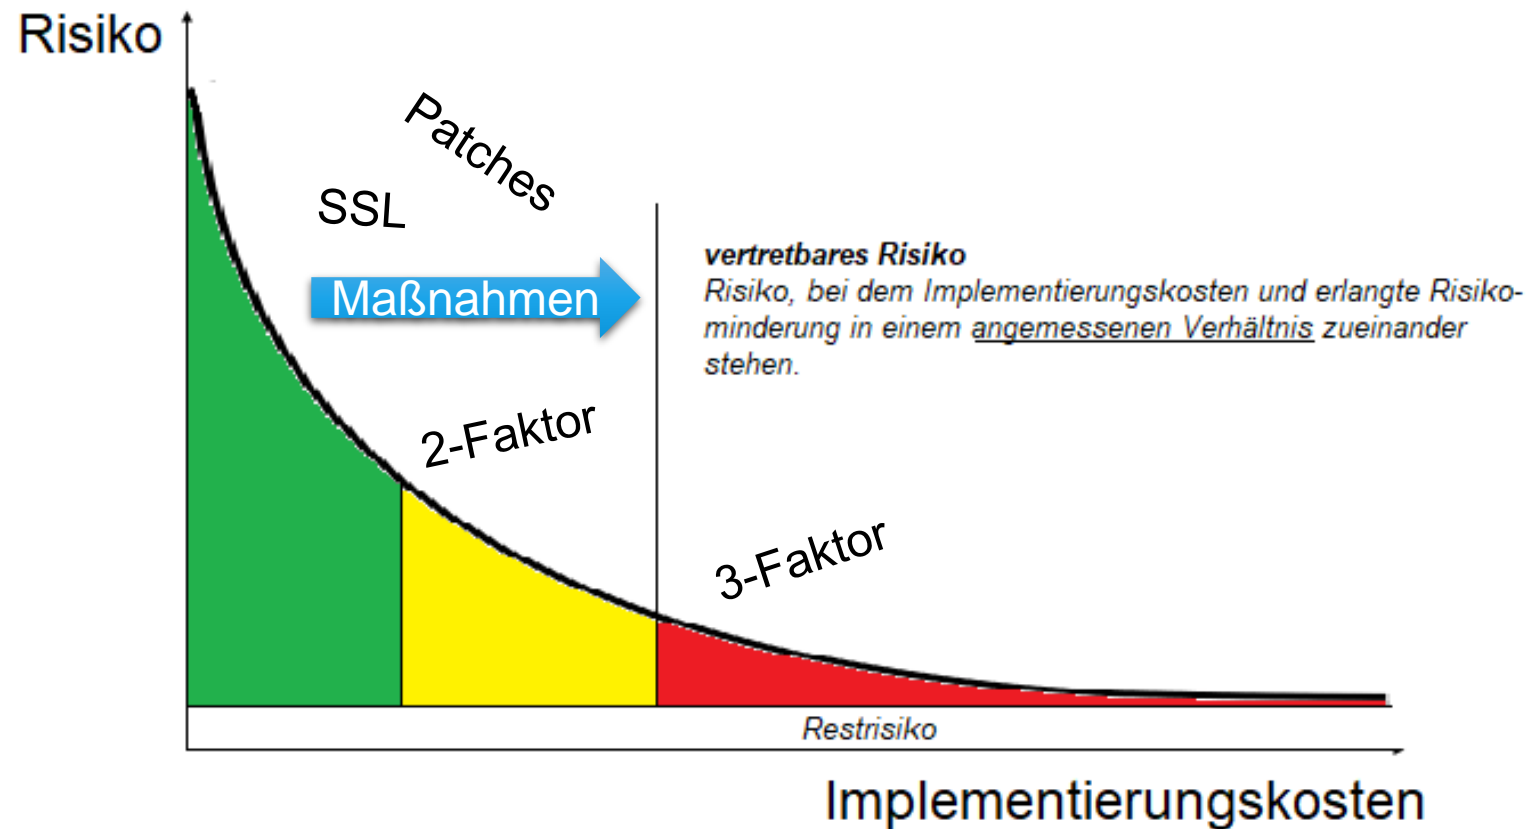 Risiko
Patches
SSL
Maßnahmen
vertretbares Risiko
Risiko, bei dem Implementierungskosten und erlangte Risiko-
minderung in einem angemessenen Verhältnis zueinander
stehen.
2-Faktor
3-Faktor
Restrisiko
Implementierungskosten